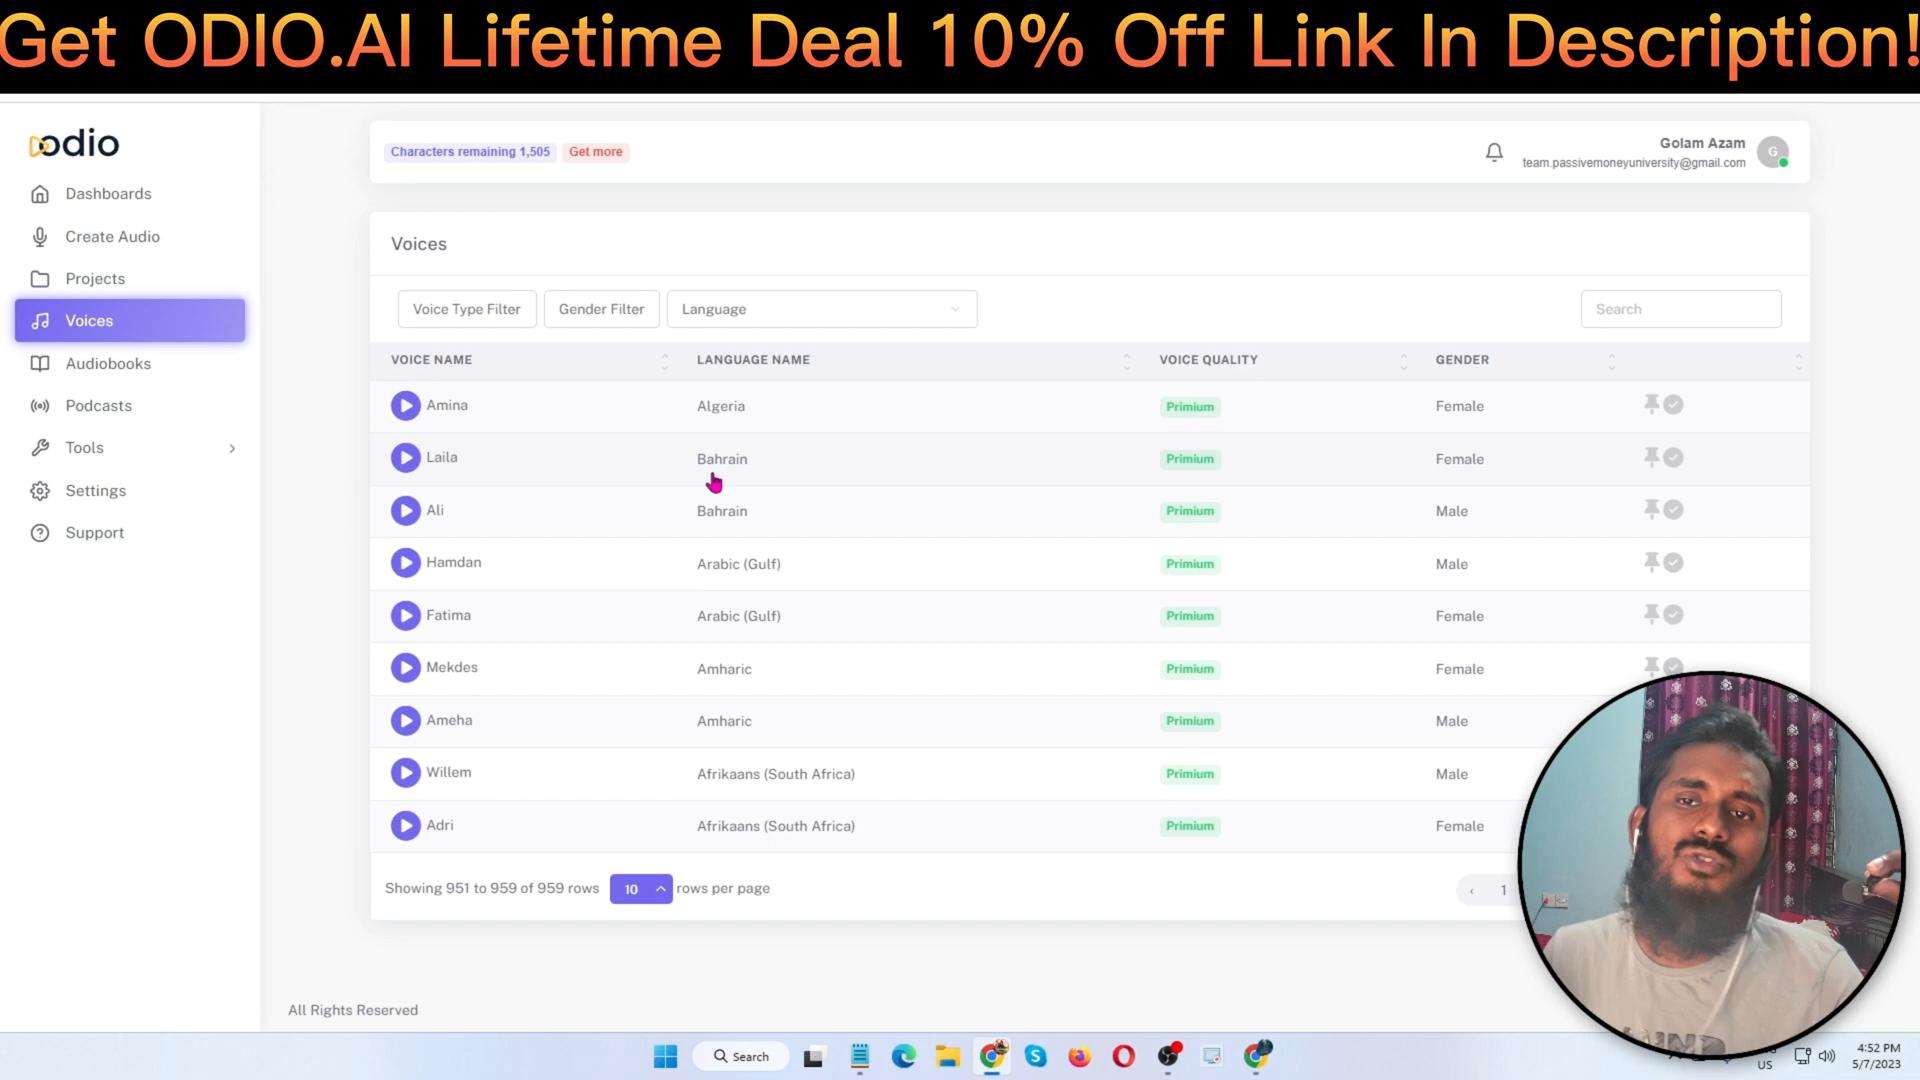 Get ODIO.AI Lifetime Deal 10% Off Link In Description!
odio
Characters remaining 1,505 Get more
Golam Azam
team.passivemoneyuniversity@gmail.com
G
Dashboards
Create Audio
Projects
Voices
Audiobooks
Podcasts
Tools
Settings
Support
Voices
Voice Type Filter Gender Filter Language Search
VOICE NAME LANGUAGE NAME VOICE QUALITY GENDER
Amina Algeria Primium Female
Laila Bahrain Primium Female
Ali Bahrain Primium Male
Hamdan Arabic (Gulf) Primium Male
Fatima Arabic (Gulf) Primium Female
Mekdes Amharic Primium Female
Ameha Amharic Primium Male
Willem Afrikaans (South Africa) Primium Male
Adri Afrikaans (South Africa) Primium Female
Showing 951 to 959 of 959 rows 10 rows per page ‹ 1
All Rights Reserved
Search
US
4:52 PM
5/7/2023